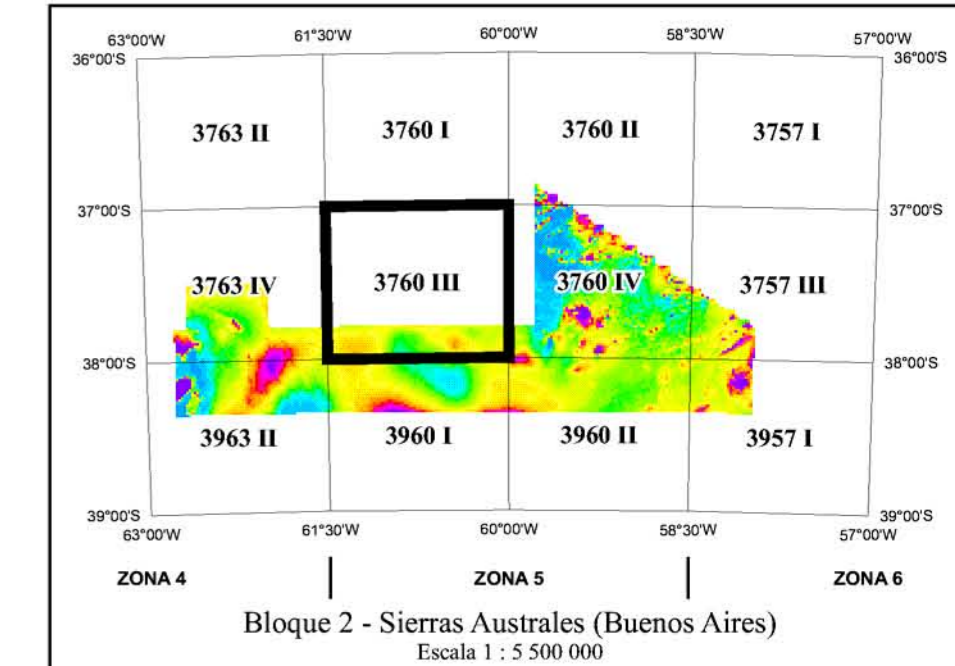 63°00'W 61°30'W 60°00'W 58°30'W 57°00'W
36°00'S 36°00'S
3763 II 3760 I 3760 II 3757 I
37°00'S 37°00'S
3763 IV 3760 III 3760 IV 3757 III
38°00'S 38°00'S
3963 II 3960 I 3960 II 3957 I
39°00'S 39°00'S
63°00'W 61°30'W 60°00'W 58°30'W 57°00'W
ZONA 4 ZONA 5 ZONA 6
Bloque 2 - Sierras Australes (Buenos Aires)
Escala 1 : 5 500 000